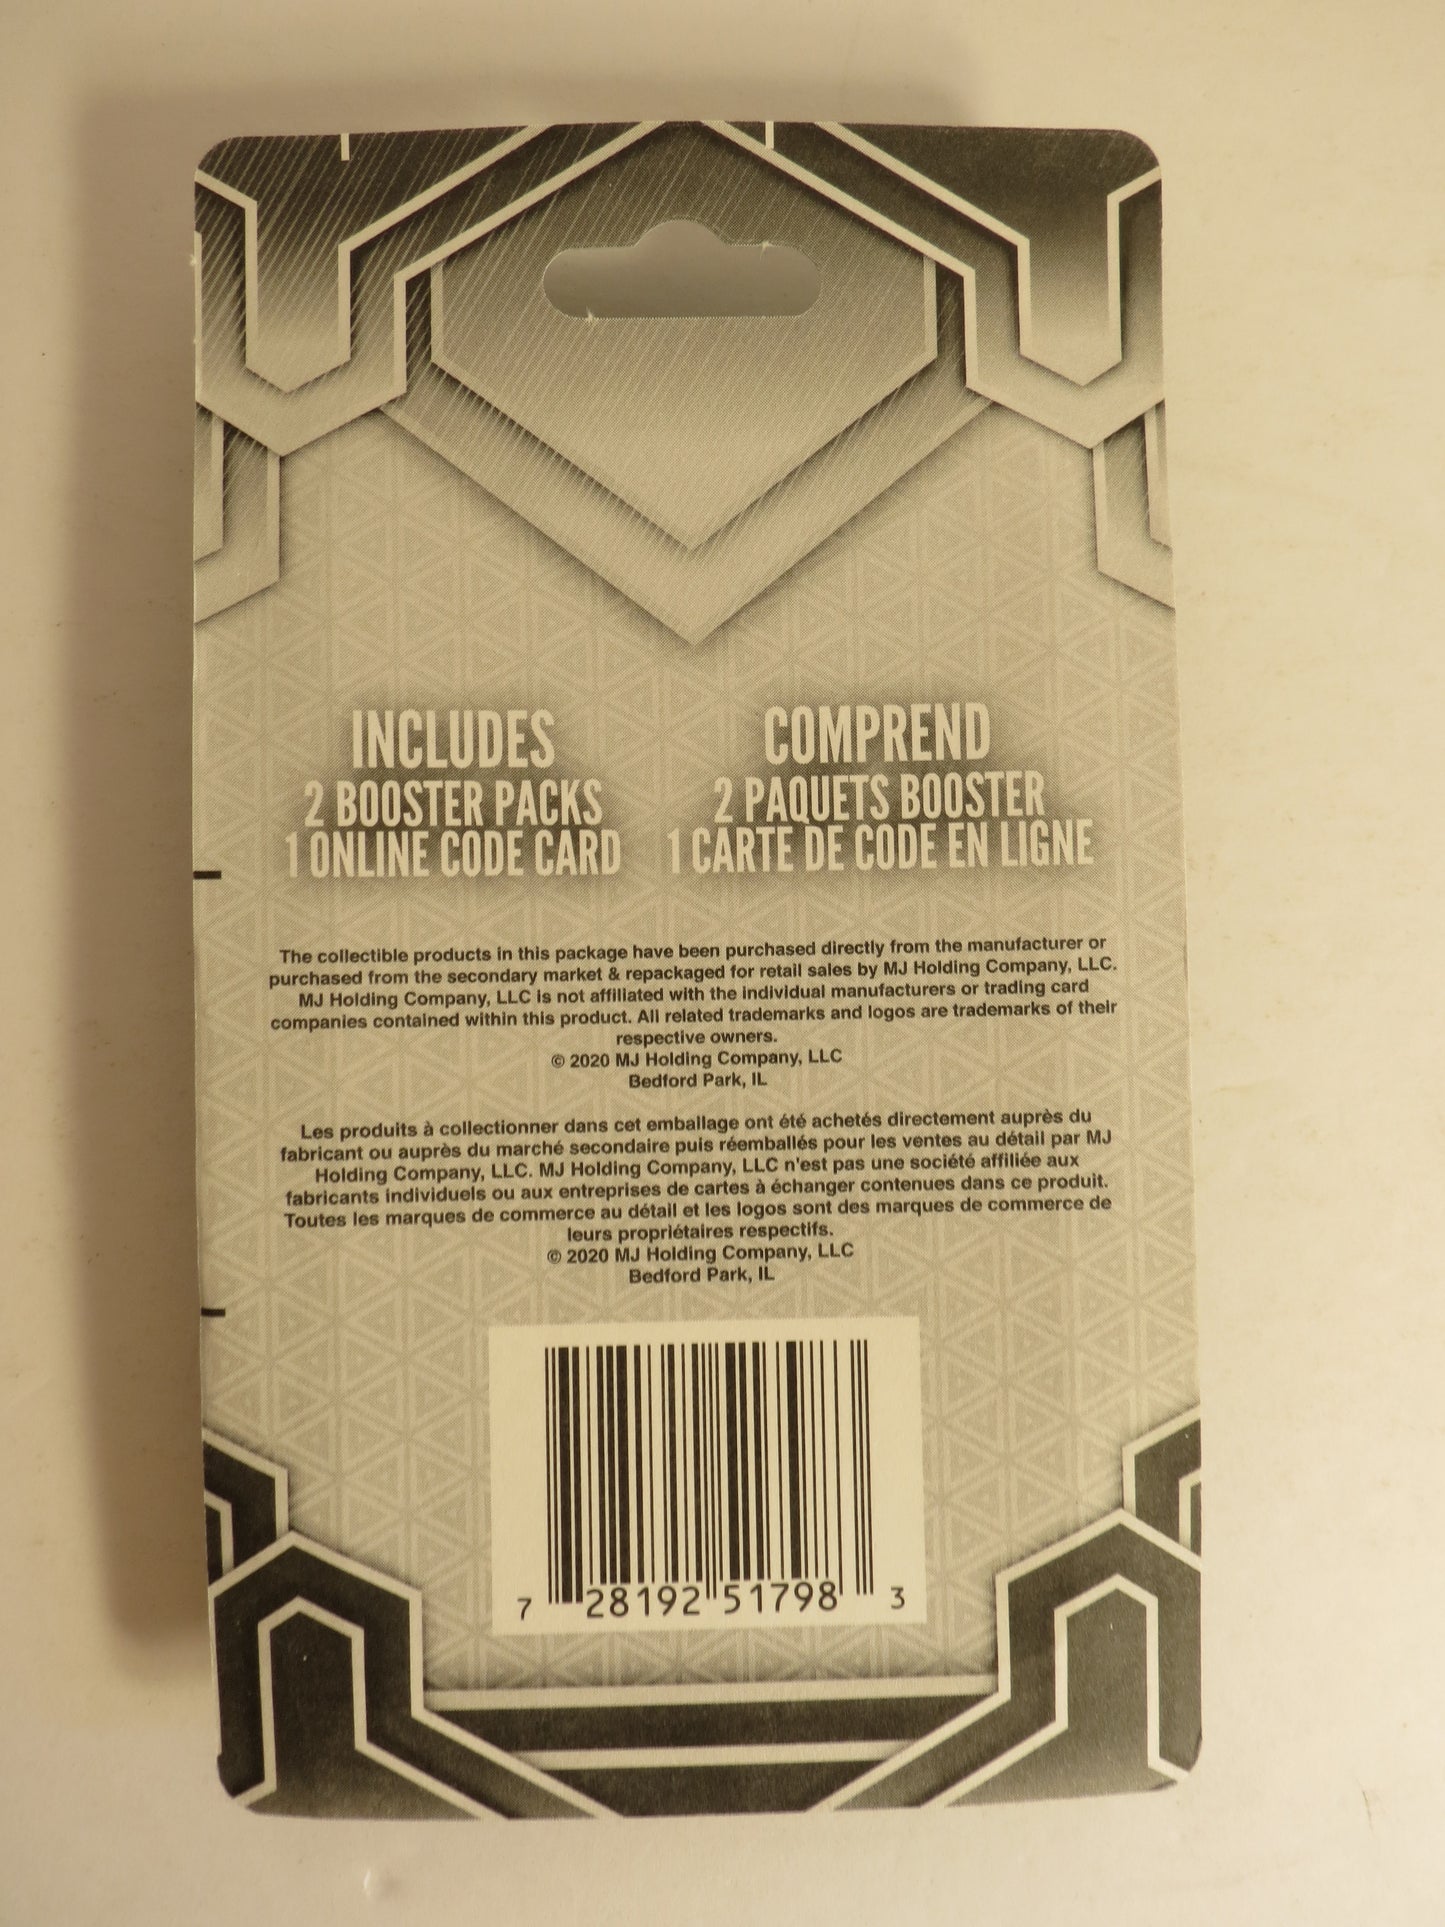 INCLUDES
2 BOOSTER PACKS
1 ONLINE CODE CARD
COMPREND
2 PAQUETS BOOSTER
1 CARTE DE CODE EN LIGNE
The collectible products in this package have been purchased directly from the manufacturer or
purchased from the secondary market & repackaged for retail sales by MJ Holding Company, LLC.
MJ Holding Company, LLC is not affiliated with the individual manufacturers or trading card
companies contained within this product. All related trademarks and logos are trademarks of their
respective owners.
© 2020 MJ Holding Company, LLC
Bedford Park, IL
Les produits à collectionner dans cet emballage ont été achetés directement auprès du
fabricant ou auprès du marché secondaire puis réemballés pour les ventes au détail par MJ
Holding Company, LLC. MJ Holding Company, LLC n'est pas une société affiliée aux
fabricants individuels ou aux entreprises de cartes à échanger contenues dans ce produit.
Toutes les marques de commerce au détail et les logos sont des marques de commerce de
leurs propriétaires respectifs.
© 2020 MJ Holding Company, LLC
Bedford Park, IL
7 28192 51798 3